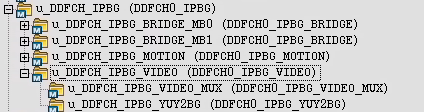 u_DDFCH_IPBG (DDFCH0_IPBG)
u_DDFCH_IPBG_BRIDGE_MB0 (DDFCH0_IPBG_BRIDGE)
u_DDFCH_IPBG_BRIDGE_MB1 (DDFCH0_IPBG_BRIDGE)
u_DDFCH_IPBG_MOTION (DDFCH0_IPBG_MOTION)
u_DDFCH_IPBG_VIDEO (DDFCH0_IPBG_VIDEO)
u_DDFCH_IPBG_VIDEO_MUX (DDFCH0_IPBG_VIDEO_MUX)
u_DDFCH_IPBG_YUY2BG (DDFCH0_IPBG_YUY2BG)